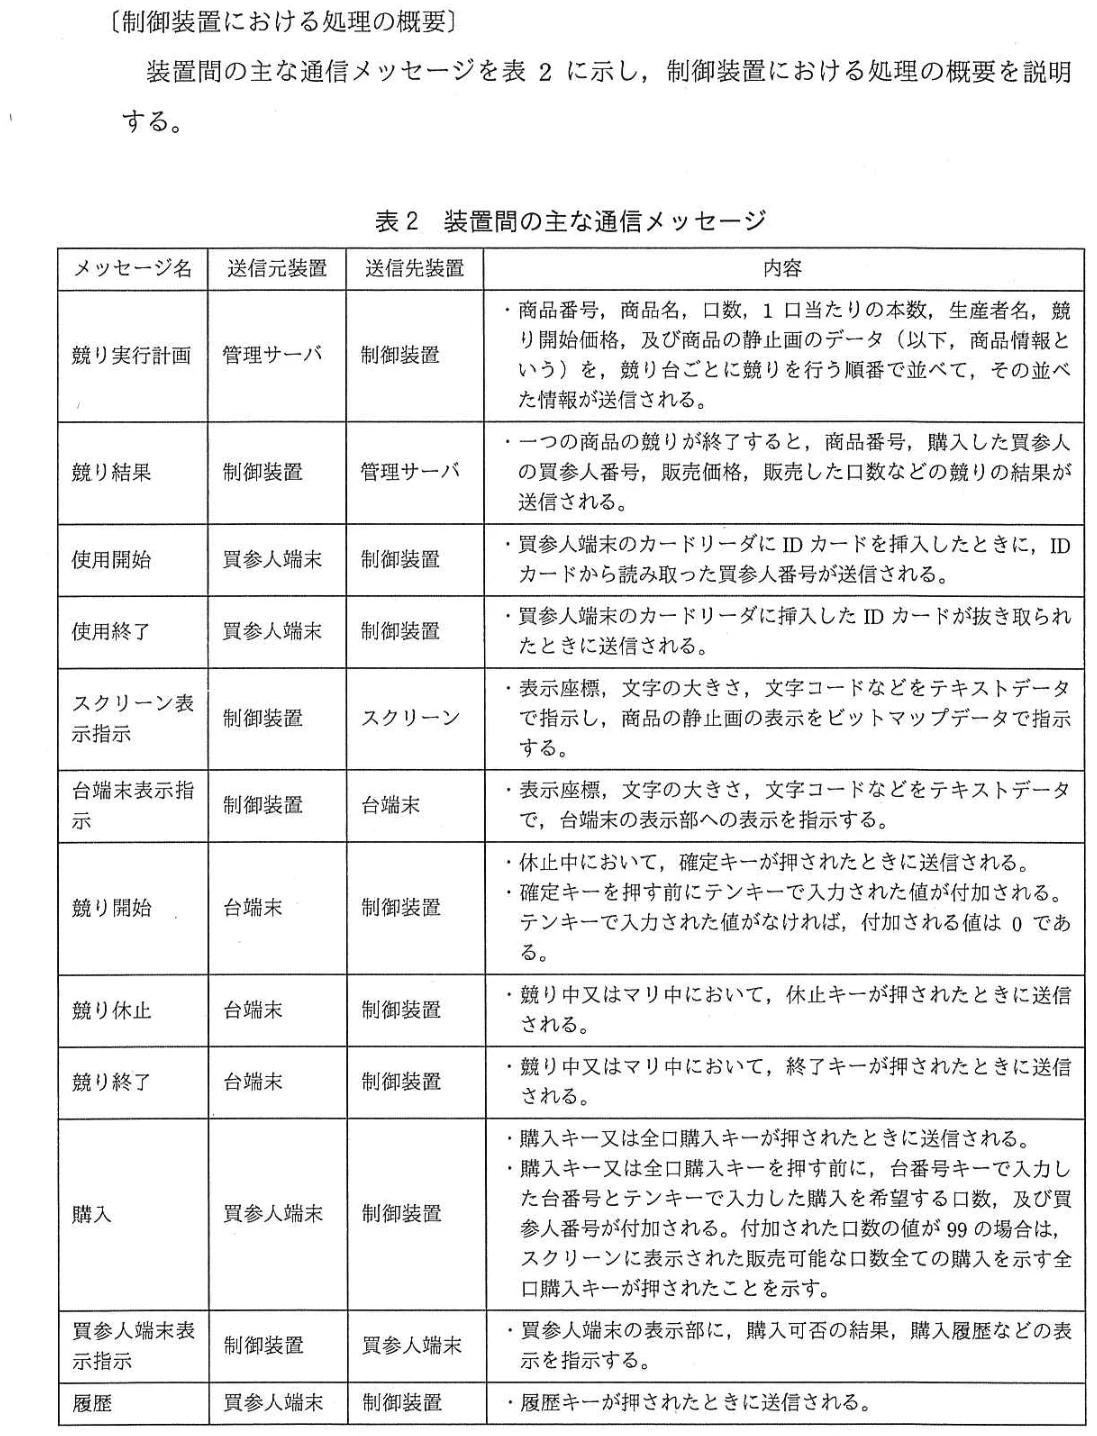 〔制御装置における処理の概要〕
装置間の主な通信メッセージを表 2 に示し，制御装置における処理の概要を説明
する。
表2　装置間の主な通信メッセージ
メッセージ名
送信元装置
送信先装置
内容
競り実行計画
管理サーバ
制御装置
・商品番号，商品名，口数，1 口当たりの本数，生産者名，競
り開始価格，及び商品の静止画のデータ（以下，商品情報と
いう）を，競り台ごとに競りを行う順番で並べて，その並べ
た情報が送信される。
競り結果
制御装置
管理サーバ
・一つの商品の競りが終了すると，商品番号，購入した買参人
の買参人番号，販売価格，販売した口数などの競りの結果が
送信される。
使用開始
買参人端末
制御装置
・買参人端末のカードリーダに ID カードを挿入したときに，ID
カードから読み取った買参人番号が送信される。
使用終了
買参人端末
制御装置
・買参人端末のカードリーダに挿入した ID カードが抜き取られ
たときに送信される。
スクリーン表
示指示
制御装置
スクリーン
・表示座標，文字の大きさ，文字コードなどをテキストデータ
で指示し，商品の静止画の表示をビットマップデータで指示
する。
台端末表示指
示
制御装置
台端末
・表示座標，文字の大きさ，文字コードなどをテキストデータ
で，台端末の表示部への表示を指示する。
競り開始
台端末
制御装置
・休止中において，確定キーが押されたときに送信される。
・確定キーを押す前にテンキーで入力された値が付加される。
テンキーで入力された値がなければ，付加される値は 0 であ
る。
競り休止
台端末
制御装置
・競り中又はマリ中において，休止キーが押されたときに送信
される。
競り終了
台端末
制御装置
・競り中又はマリ中において，終了キーが押されたときに送信
される。
購入
買参人端末
制御装置
・購入キー又は全口購入キーが押されたときに送信される。
・購入キー又は全口購入キーを押す前に，台番号キーで入力し
た台番号とテンキーで入力した購入を希望する口数，及び買
参人番号が付加される。付加された口数の値が 99 の場合は，
スクリーンに表示された販売可能な口数全ての購入を示す全
口購入キーが押されたことを示す。
買参人端末表
示指示
制御装置
買参人端末
・買参人端末の表示部に，購入可否の結果，購入履歴などの表
示を指示する。
履歴
買参人端末
制御装置
・履歴キーが押されたときに送信される。